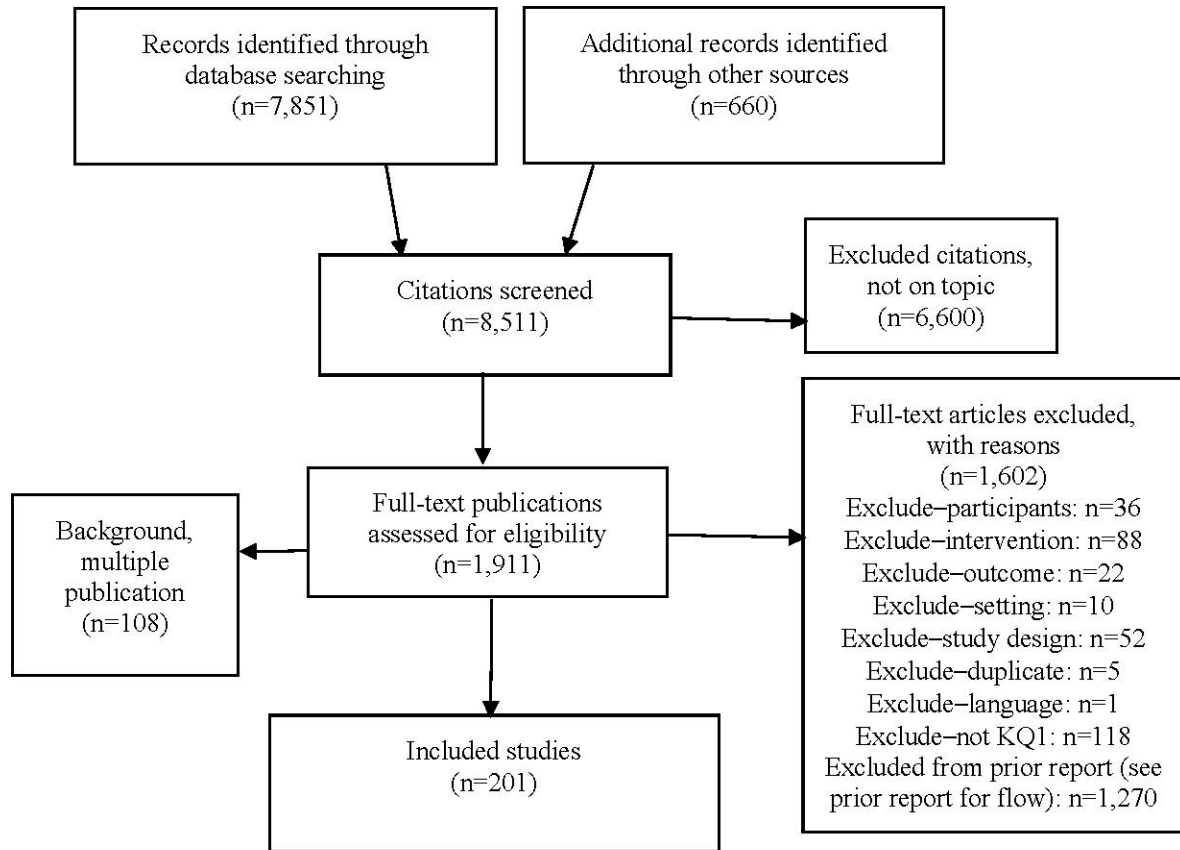 Records identified through
database searching
(n=7,851)
Additional records identified
through other sources
(n=660)
Citations screened
(n=8,511)
Excluded citations,
not on topic
(n=6,600)
Full-text publications
assessed for eligibility
(n=1,911)
Background,
multiple
publication
(n=108)
Full-text articles excluded,
with reasons
(n=1,602)
Exclude–participants: n=36
Exclude–intervention: n=88
Exclude–outcome: n=22
Exclude–setting: n=10
Exclude–study design: n=52
Exclude–duplicate: n=5
Exclude–language: n=1
Exclude–not KQ1: n=118
Excluded from prior report (see
prior report for flow): n=1,270
Included studies
(n=201)